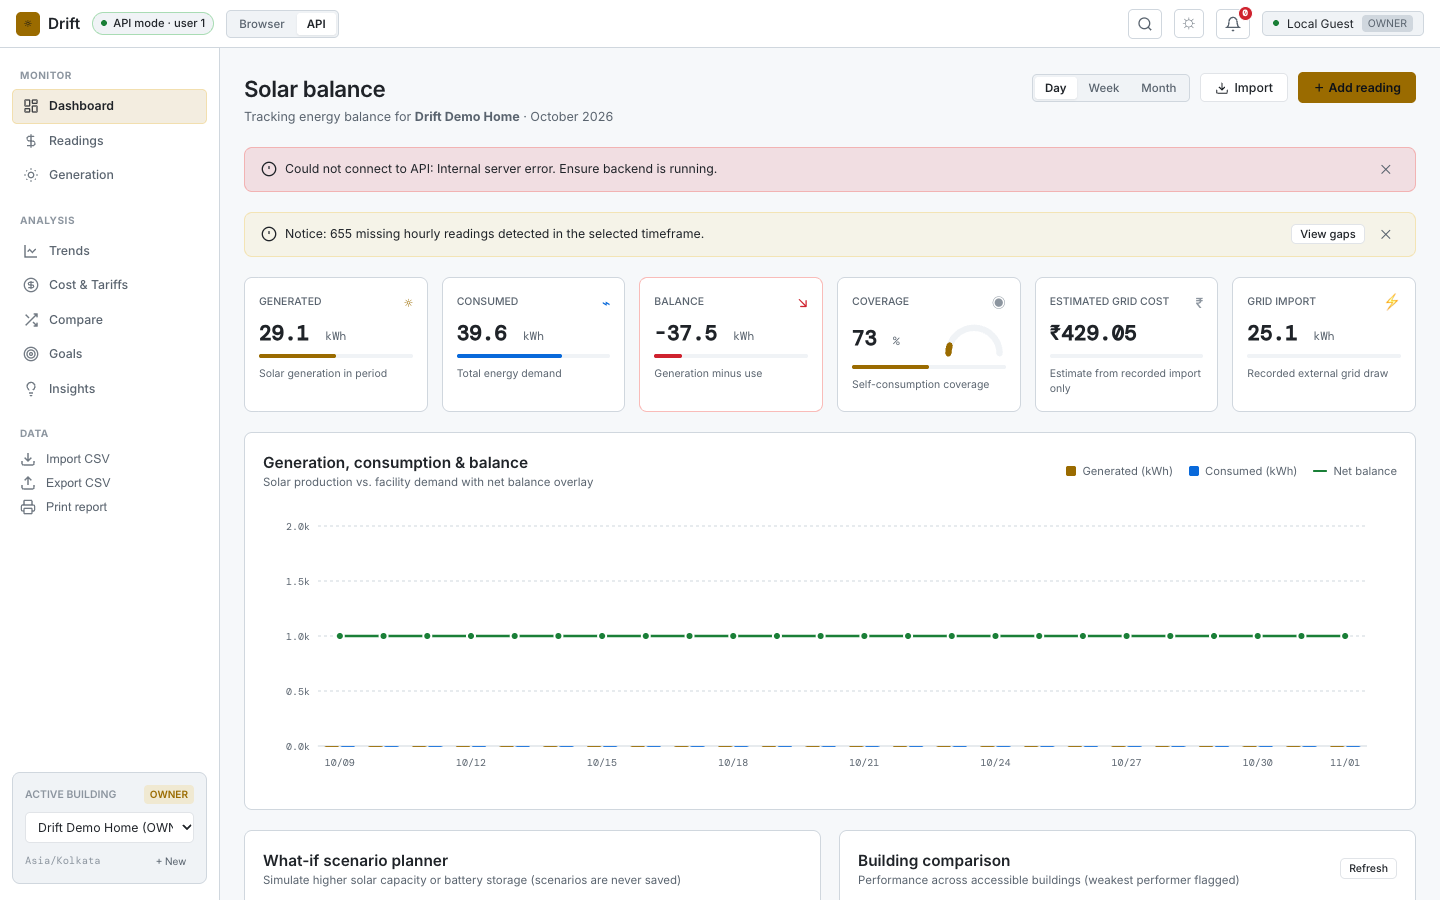 Drift
API mode · user 1
Browser
API
0
Local Guest
OWNER
MONITOR
Dashboard
Readings
Generation
ANALYSIS
Trends
Cost & Tariffs
Compare
Goals
Insights
DATA
Import CSV
Export CSV
Print report
ACTIVE BUILDING
OWNER
Drift Demo Home (OWN
Asia/Kolkata
+ New
Solar balance
Tracking energy balance for Drift Demo Home · October 2026
Day
Week
Month
Import
+ Add reading
Could not connect to API: Internal server error. Ensure backend is running.
Notice: 655 missing hourly readings detected in the selected timeframe.
View gaps
GENERATED
29.1 kWh
Solar generation in period
CONSUMED
39.6 kWh
Total energy demand
BALANCE
-37.5 kWh
Generation minus use
COVERAGE
73 %
Self-consumption coverage
ESTIMATED GRID COST ₹
₹429.05
Estimate from recorded import
only
GRID IMPORT
25.1 kWh
Recorded external grid draw
Generation, consumption & balance
Solar production vs. facility demand with net balance overlay
Generated (kWh)
Consumed (kWh)
Net balance
2.0k
1.5k
1.0k
0.5k
0.0k
10/09
10/12
10/15
10/18
10/21
10/24
10/27
10/30
11/01
What-if scenario planner
Simulate higher solar capacity or battery storage (scenarios are never saved)
Building comparison
Performance across accessible buildings (weakest performer flagged)
Refresh